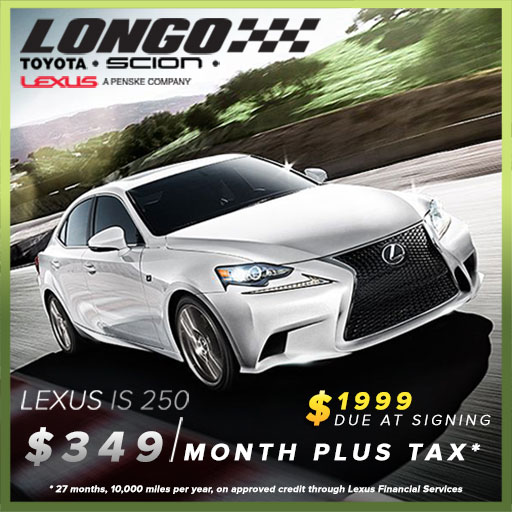 LONGO
TOYOTA • SCION •
LEXUS A PENSKE COMPANY
LEXUS IS 250
$1999
DUE AT SIGNING
$349/MONTH PLUS TAX*
* 27 months, 10,000 miles per year, on approved credit through Lexus Financial Services